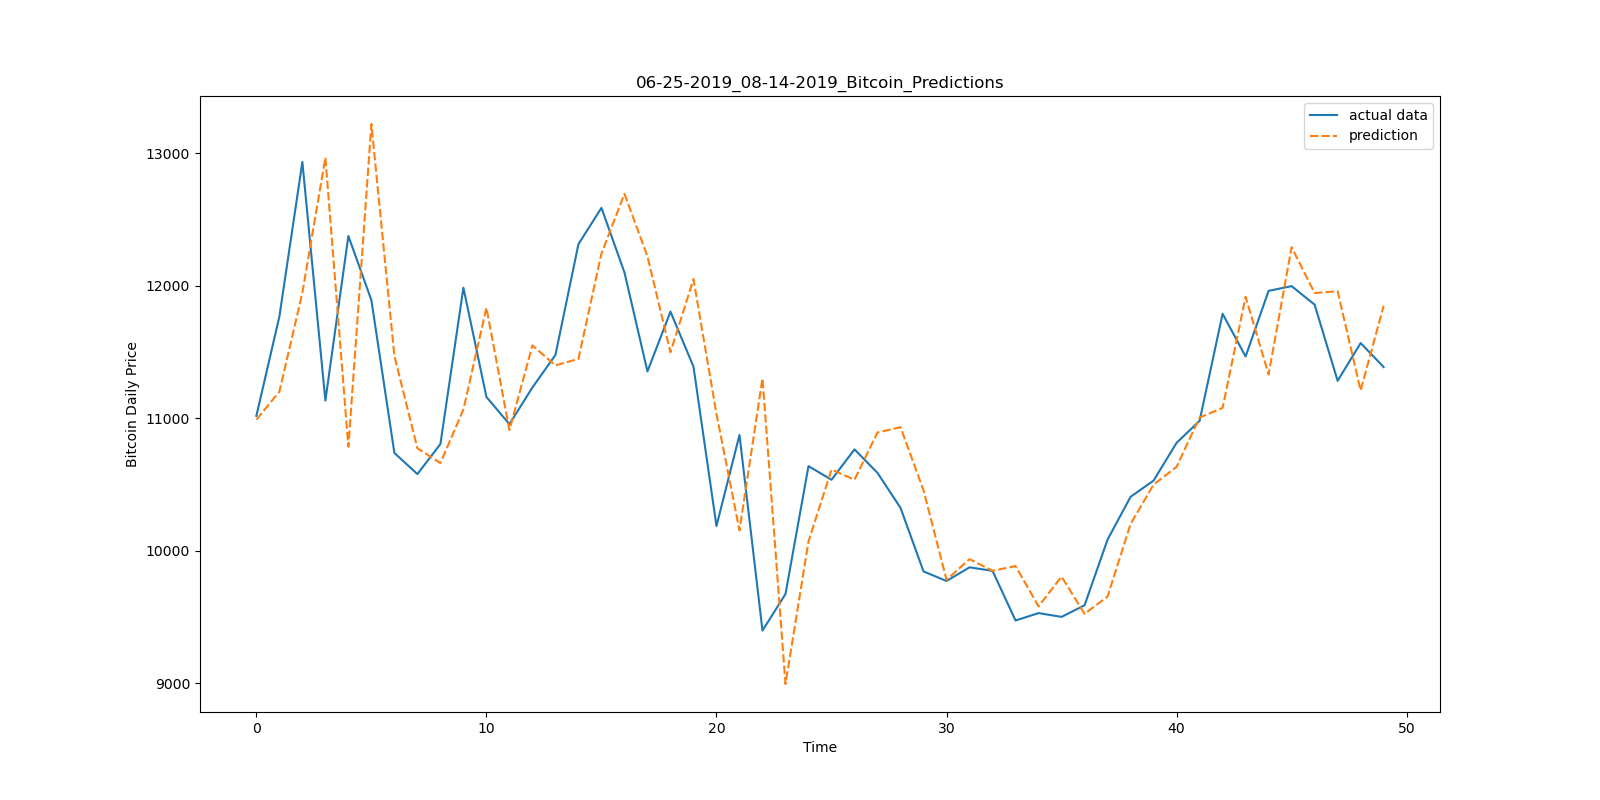 06-25-2019_08-14-2019_Bitcoin_Predictions
actual data
prediction
13000
12000
11000
10000
9000
Bitcoin Daily Price
0
10
20
30
40
50
Time